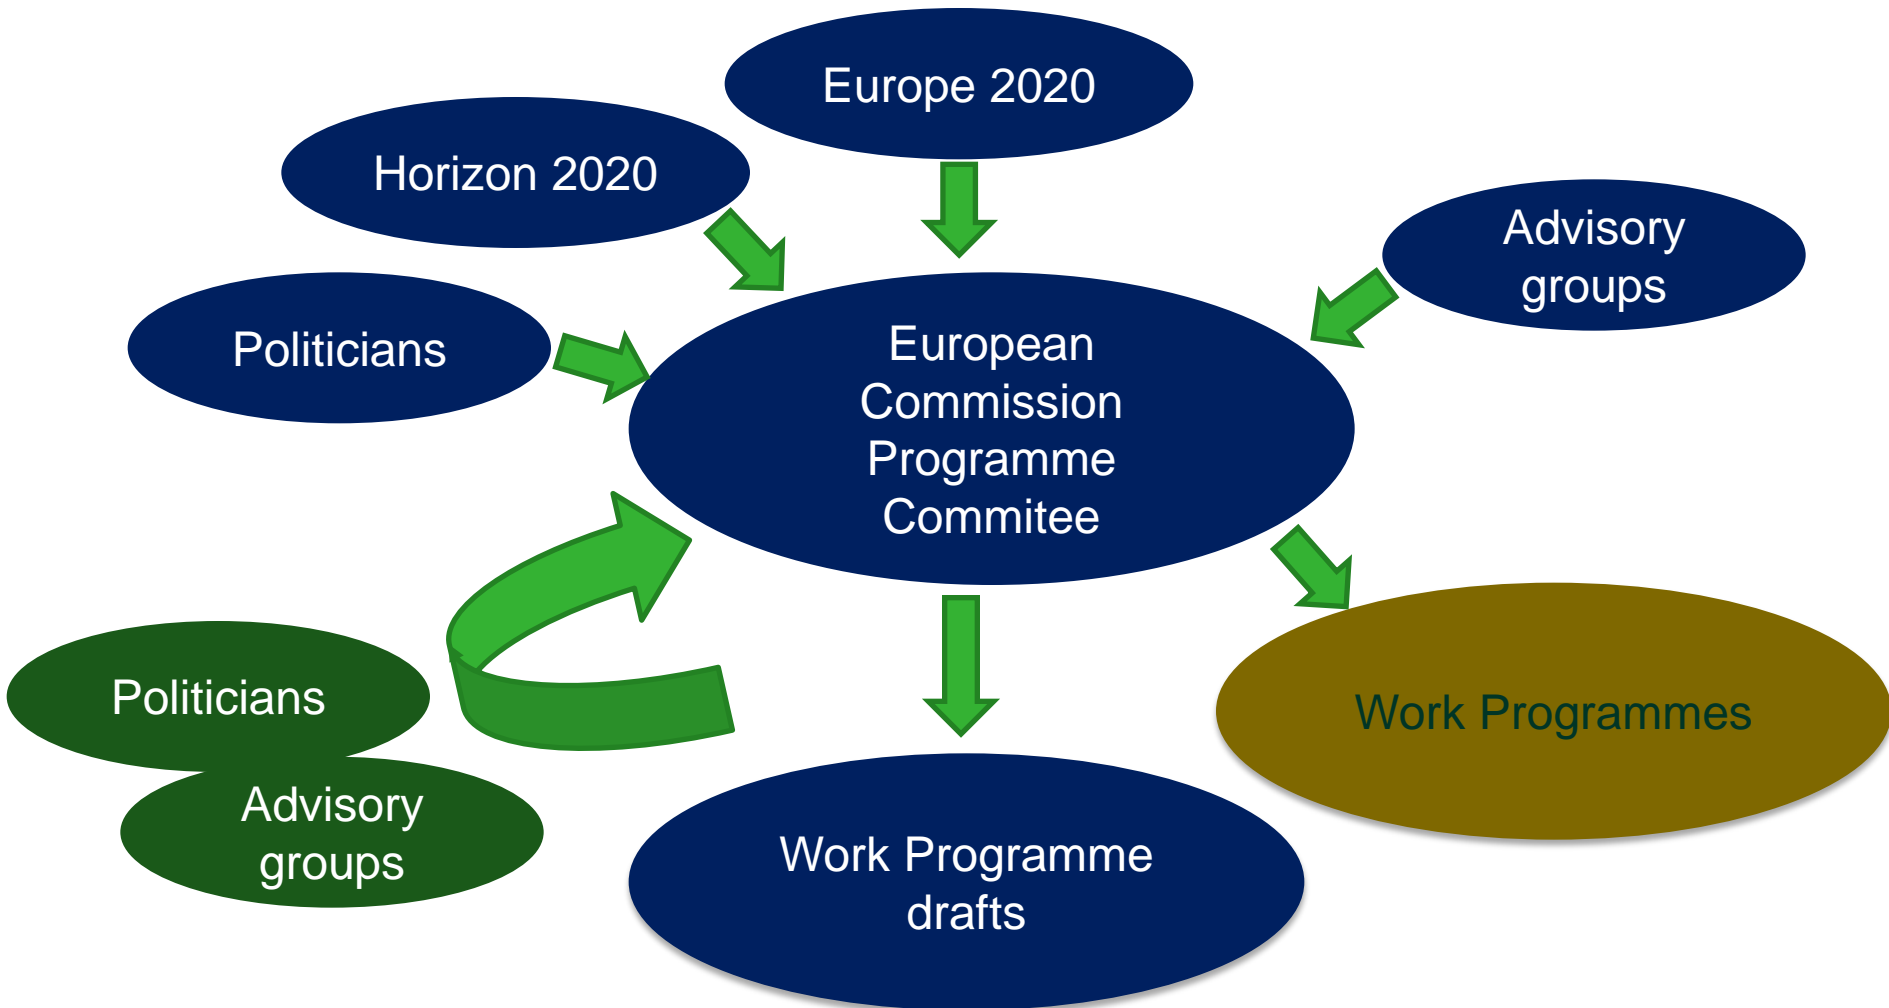 Europe 2020
Horizon 2020
Advisory
groups
Politicians
European
Commission
Programme
Commitee
Politicians
Work Programmes
Advisory
groups
Work Programme
drafts